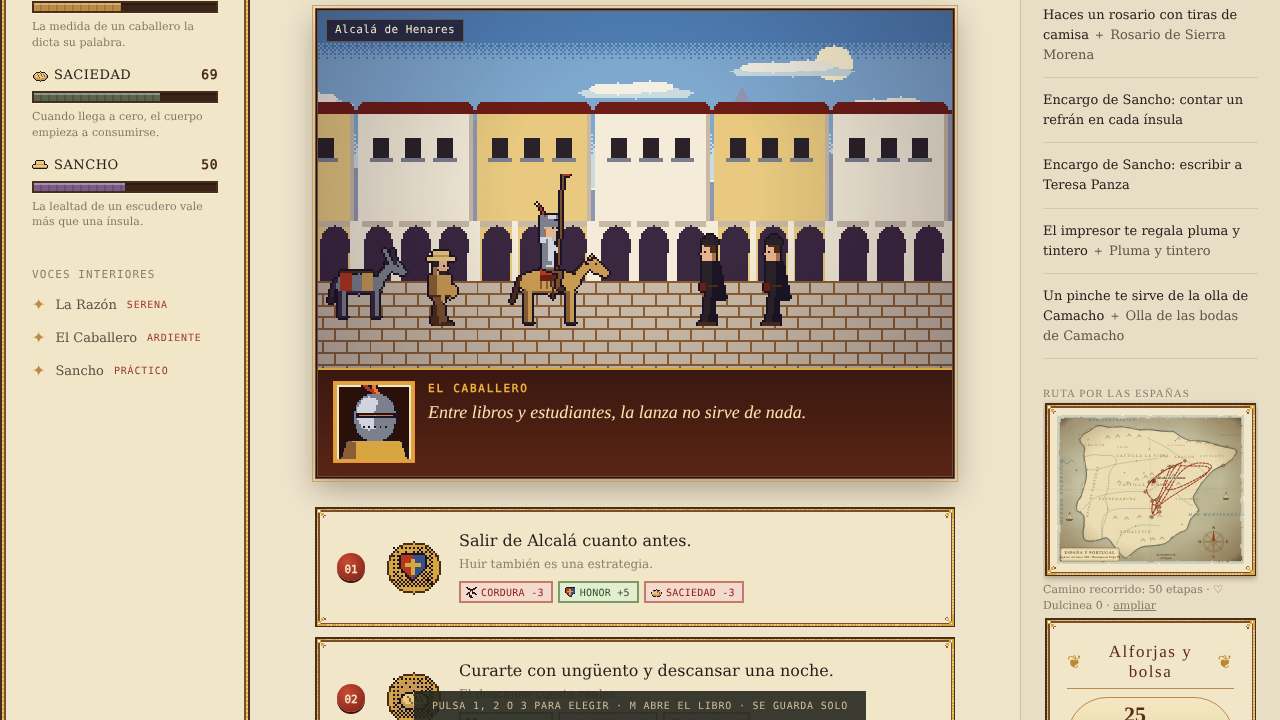 La medida de un caballero la
dicta su palabra.
SACIEDAD 69
Cuando llega a cero, el cuerpo
empieza a consumirse.
SANCHO 50
La lealtad de un escudero vale
más que una ínsula.
VOCES INTERIORES
La Razón SERENA
El Caballero ARDIENTE
Sancho PRÁCTICO
Alcalá de Henares
EL CABALLERO
Entre libros y estudiantes, la lanza no sirve de nada.
01
Salir de Alcalá cuanto antes.
Huir también es una estrategia.
CORDURA -3 HONOR +5 SACIEDAD -3
02
Curarte con ungüento y descansar una noche.
PULSA 1, 2 O 3 PARA ELEGIR · M ABRE EL LIBRO · SE GUARDA SOLO
Haces un rosario con tiras de
camisa + Rosario de Sierra
Morena
Encargo de Sancho: contar un
refrán en cada ínsula
Encargo de Sancho: escribir a
Teresa Panza
El impresor te regala pluma y
tintero + Pluma y tintero
Un pinche te sirve de la olla de
Camacho + Olla de las bodas
de Camacho
RUTA POR LAS ESPAÑAS
ESPAÑA Y PORTUGAL
Camino recorrido: 50 etapas · ♡
Dulcinea 0 · ampliar
Alforjas y
bolsa
25